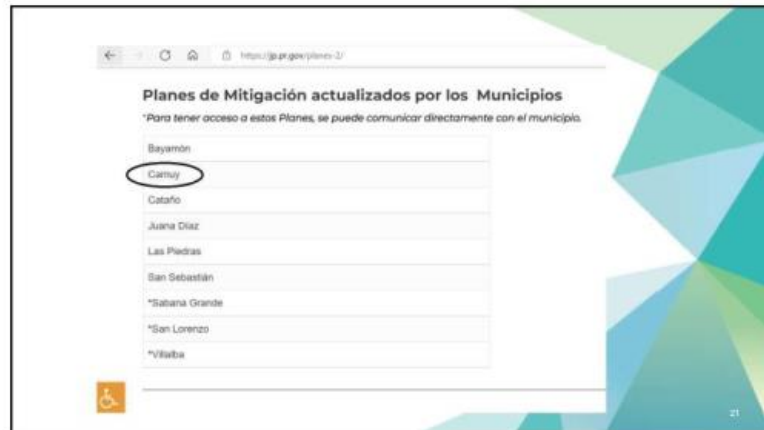 https://jp.pr.gov/planes-2/
Planes de Mitigación actualizados por los Municipios
*Para tener acceso a estos Planes, se puede comunicar directamente con el municipio.
Bayamón
Camuy
Cataño
Juana Díaz
Las Piedras
San Sebastián
*Sabana Grande
*San Lorenzo
*Villalba
21